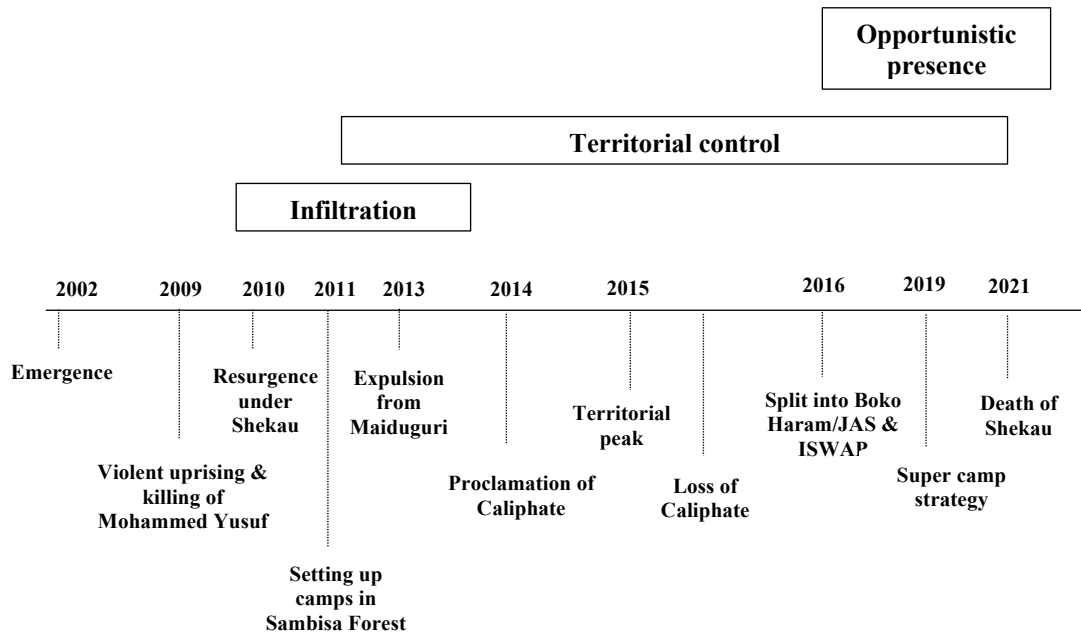 Opportunistic
presence
Territorial control
Infiltration
2002 2009 2010 2011 2013 2014 2015 2016 2019 2021
Emergence
Violent uprising &
killing of
Mohammed Yusuf
Resurgence
under
Shekau
Setting up
camps in
Sambisa Forest
Expulsion
from
Maiduguri
Proclamation of
Caliphate
Territorial
peak
Loss of
Caliphate
Split into Boko
Haram/JAS &
ISWAP
Super camp
strategy
Death of
Shekau